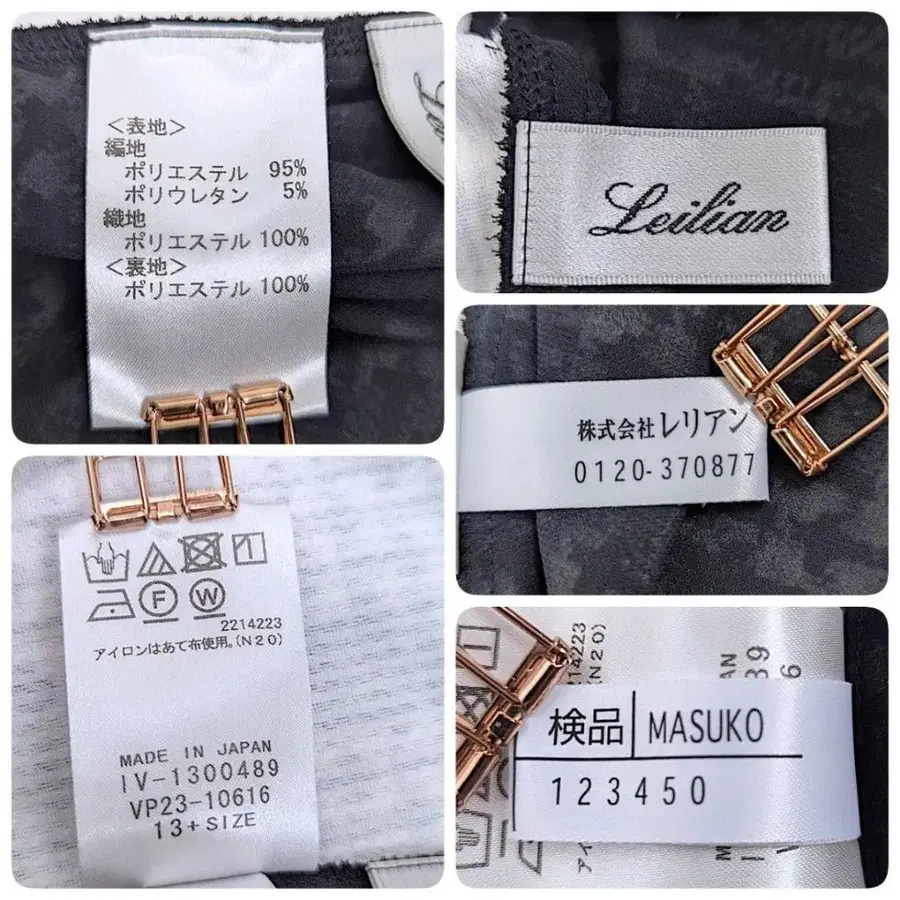 <表地>
編地
ポリエステル 95%
ポリウレタン 5%
織地
ポリエステル 100%
<裏地>
ポリエステル 100%
Leilian
株式会社レリアン
0120-370877
F W
2214223
アイロンはあて布使用。(N20)
MADE IN JAPAN
IV-1300489
VP23-10616
13+SIZE
検品 MASUKO
123450